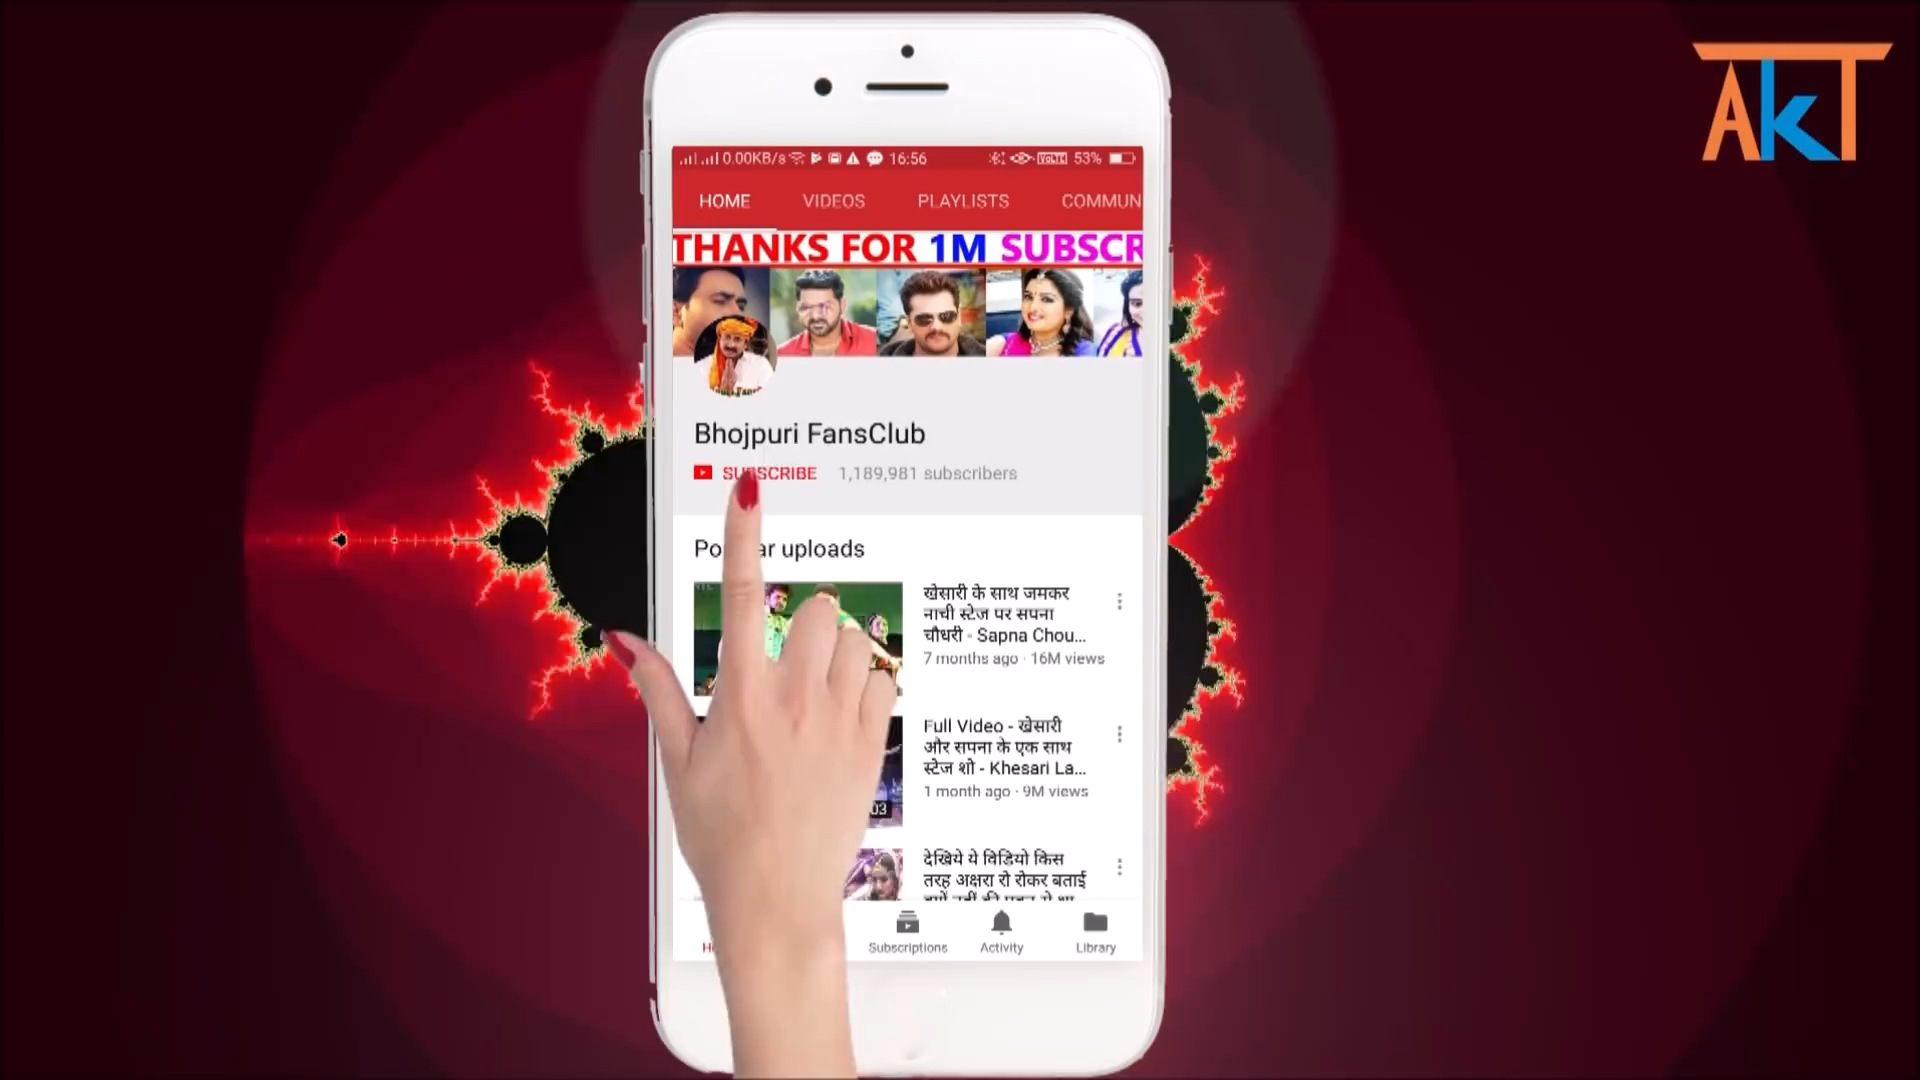 AKT
0.00KB/s 16:56 VoLTE 53%
HOME VIDEOS PLAYLISTS COMMUN
THANKS FOR 1M SUBSCR
Bhojpuri FansClub
SUBSCRIBE 1,189,981 subscribers
uploads
खेसारी के साथ जमकर
नाची स्टेज पर सपना
चौधरी - Sapna Chou...
7 months ago · 16M views
Full Video - खेसारी
और सपना के एक साथ
स्टेज शो - Khesari La...
1 month ago · 9M views
देखिये ये विडियो किस
तरह अक्षरा रो रोकर बताई
Subscriptions Activity Library